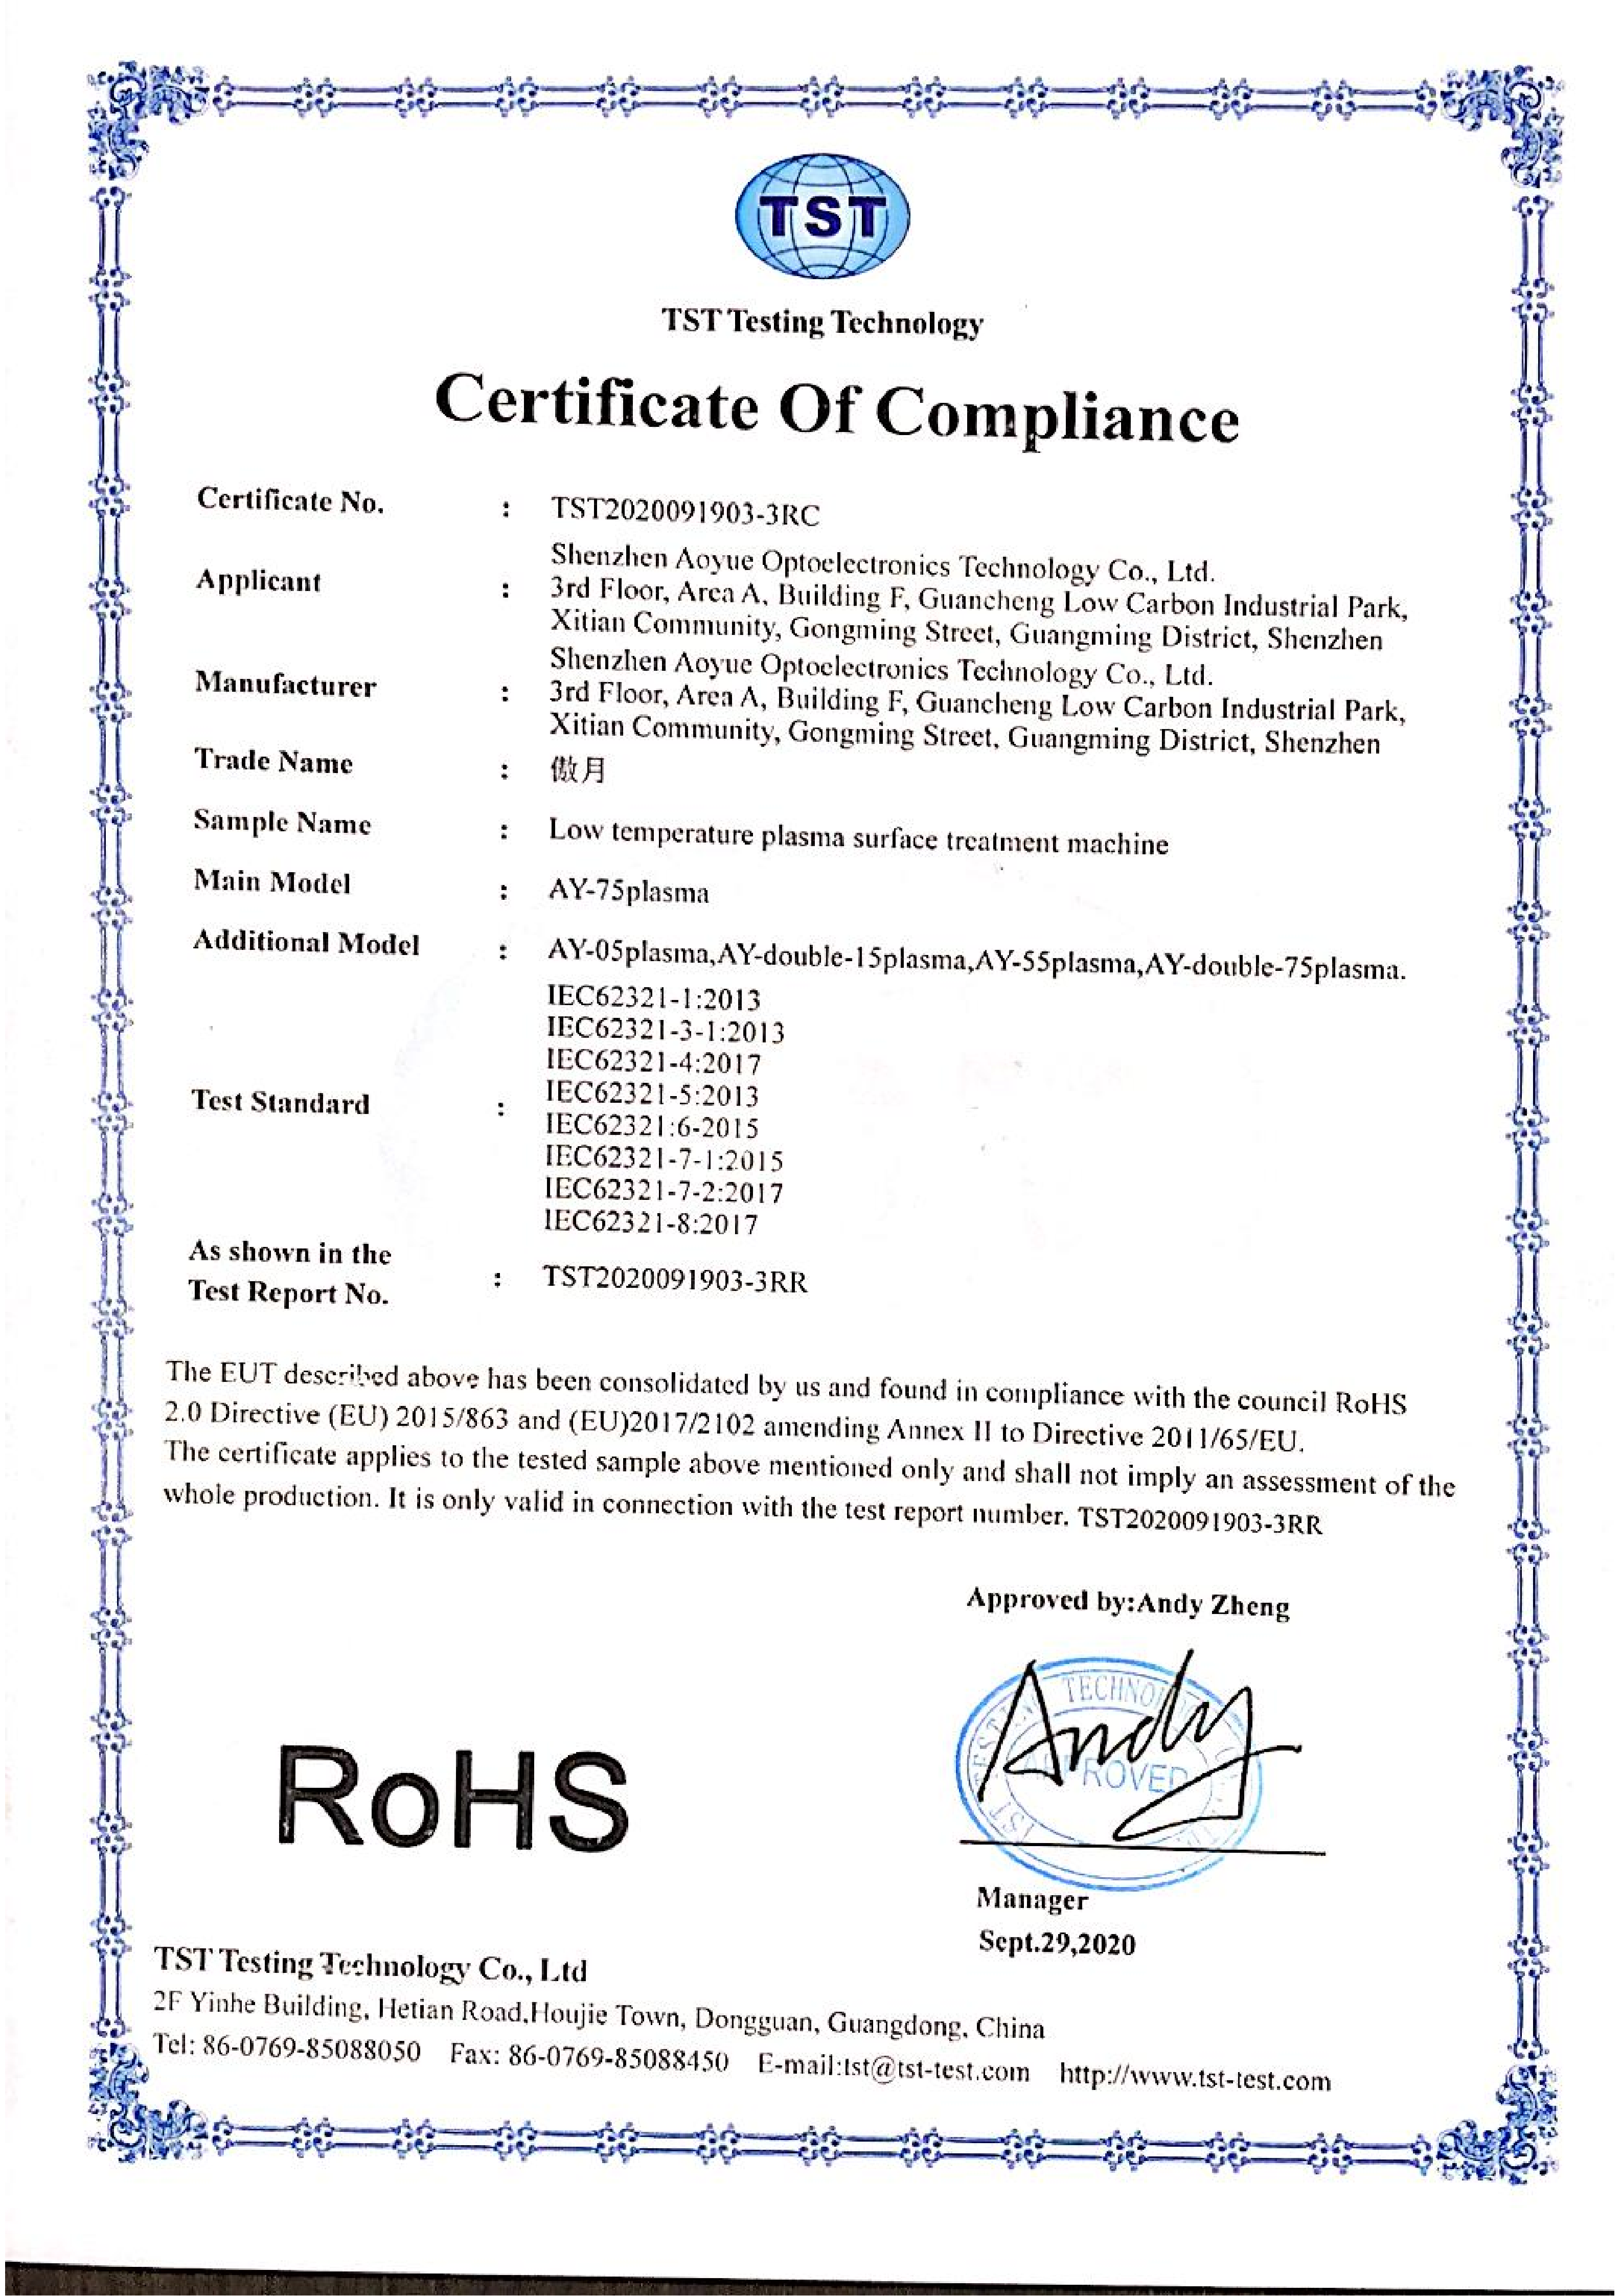 TST
TST Testing Technology
Certificate Of Compliance
Certificate No. : TST2020091903-3RC
Applicant : Shenzhen Aoyue Optoelectronics Technology Co., Ltd.
3rd Floor, Area A, Building F, Guancheng Low Carbon Industrial Park,
Xitian Community, Gongming Street, Guangming District, Shenzhen
Manufacturer : Shenzhen Aoyue Optoelectronics Technology Co., Ltd.
3rd Floor, Area A, Building F, Guancheng Low Carbon Industrial Park,
Xitian Community, Gongming Street, Guangming District, Shenzhen
Trade Name : 傲月
Sample Name : Low temperature plasma surface treatment machine
Main Model : AY-75plasma
Additional Model : AY-05plasma,AY-double-15plasma,AY-55plasma,AY-double-75plasma.
Test Standard : IEC62321-1:2013
IEC62321-3-1:2013
IEC62321-4:2017
IEC62321-5:2013
IEC62321:6-2015
IEC62321-7-1:2015
IEC62321-7-2:2017
IEC62321-8:2017
As shown in the
Test Report No. : TST2020091903-3RR
The EUT described above has been consolidated by us and found in compliance with the council RoHS
2.0 Directive (EU) 2015/863 and (EU)2017/2102 amending Annex II to Directive 2011/65/EU.
The certificate applies to the tested sample above mentioned only and shall not imply an assessment of the
whole production. It is only valid in connection with the test report number. TST2020091903-3RR
Approved by:Andy Zheng
Andy
RoHS
Manager
Sept.29,2020
TST Testing Technology Co., Ltd
2F Yinhe Building, Hetian Road,Houjie Town, Dongguan, Guangdong, China
Tel: 86-0769-85088050 Fax: 86-0769-85088450 E-mail:tst@tst-test.com http://www.tst-test.com